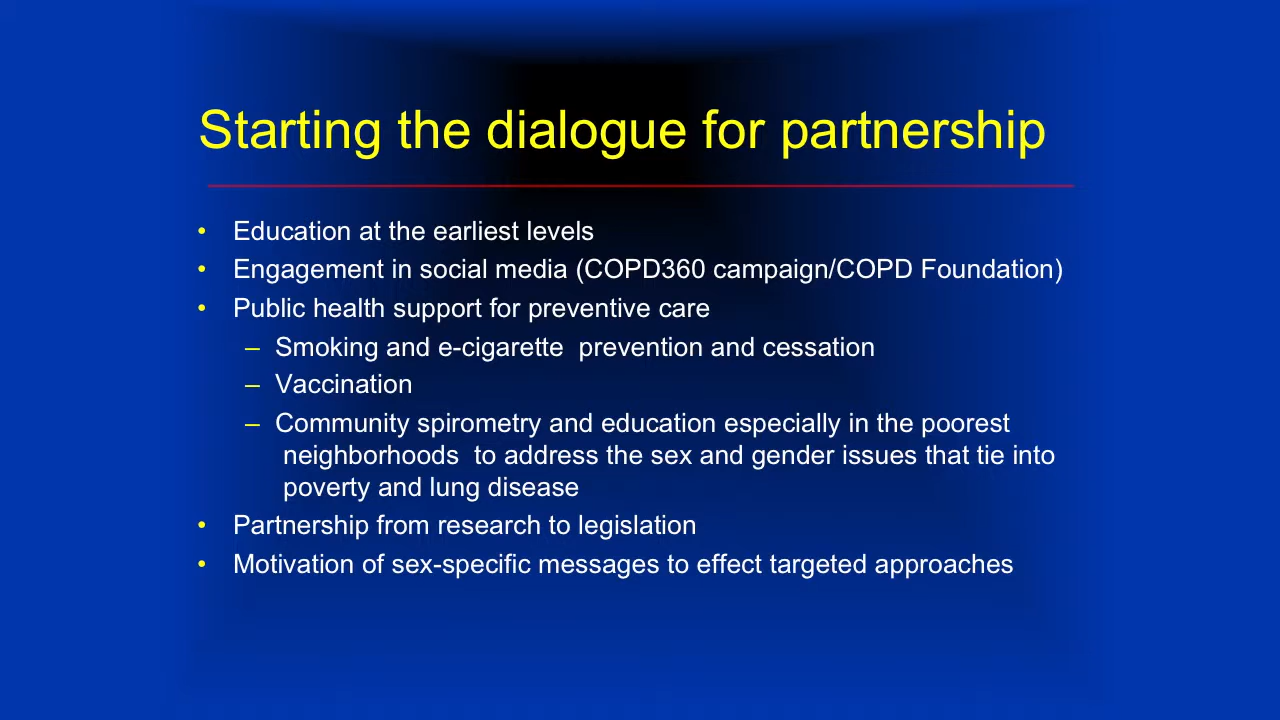 Starting the dialogue for partnership
• Education at the earliest levels
• Engagement in social media (COPD360 campaign/COPD Foundation)
• Public health support for preventive care
– Smoking and e-cigarette  prevention and cessation
– Vaccination
– Community spirometry and education especially in the poorest
neighborhoods  to address the sex and gender issues that tie into
poverty and lung disease
• Partnership from research to legislation
• Motivation of sex-specific messages to effect targeted approaches